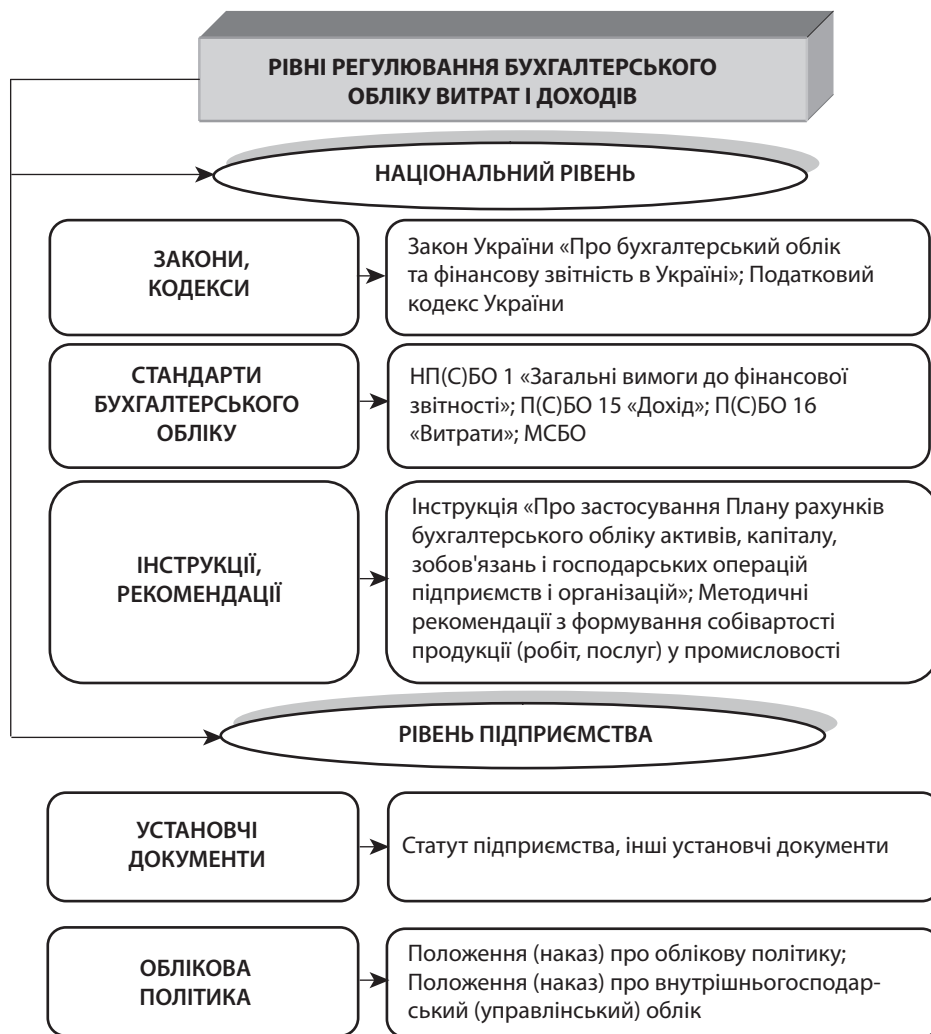 РІВНІ РЕГУЛЮВАННЯ БУХГАЛТЕРСЬКОГО
ОБЛІКУ ВИТРАТ І ДОХОДІВ
НАЦІОНАЛЬНИЙ РІВЕНЬ
ЗАКОНИ,
КОДЕКСИ
Закон України «Про бухгалтерський облік
та фінансову звітність в Україні»; Податковий
кодекс України
СТАНДАРТИ
БУХГАЛТЕРСЬКОГО
ОБЛІКУ
НП(С)БО 1 «Загальні вимоги до фінансової
звітності»; П(С)БО 15 «Дохід»; П(С)БО 16
«Витрати»; МСБО
ІНСТРУКЦІЇ,
РЕКОМЕНДАЦІЇ
Інструкція «Про застосування Плану рахунків
бухгалтерського обліку активів, капіталу,
зобов'язань і господарських операцій
підприємств і організацій»; Методичні
рекомендації з формування собівартості
продукції (робіт, послуг) у промисловості
РІВЕНЬ ПІДПРИЄМСТВА
УСТАНОВЧІ
ДОКУМЕНТИ
Статут підприємства, інші установчі документи
ОБЛІКОВА
ПОЛІТИКА
Положення (наказ) про облікову політику;
Положення (наказ) про внутрішньогосподар-
ський (управлінський) облік